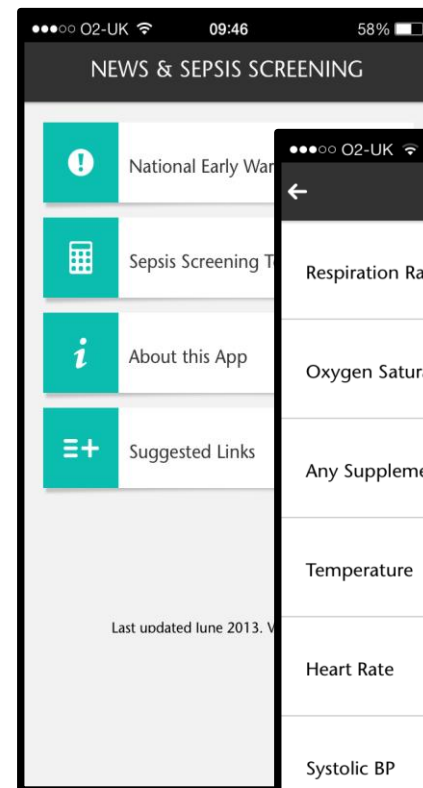 O2-UK 09:46 58%
NEWS & SEPSIS SCREENING
National Early War
Sepsis Screening T
About this App
Suggested Links
Last updated June 2013. V
O2-UK
Respiration Ra
Oxygen Satur
Any Suppleme
Temperature
Heart Rate
Systolic BP